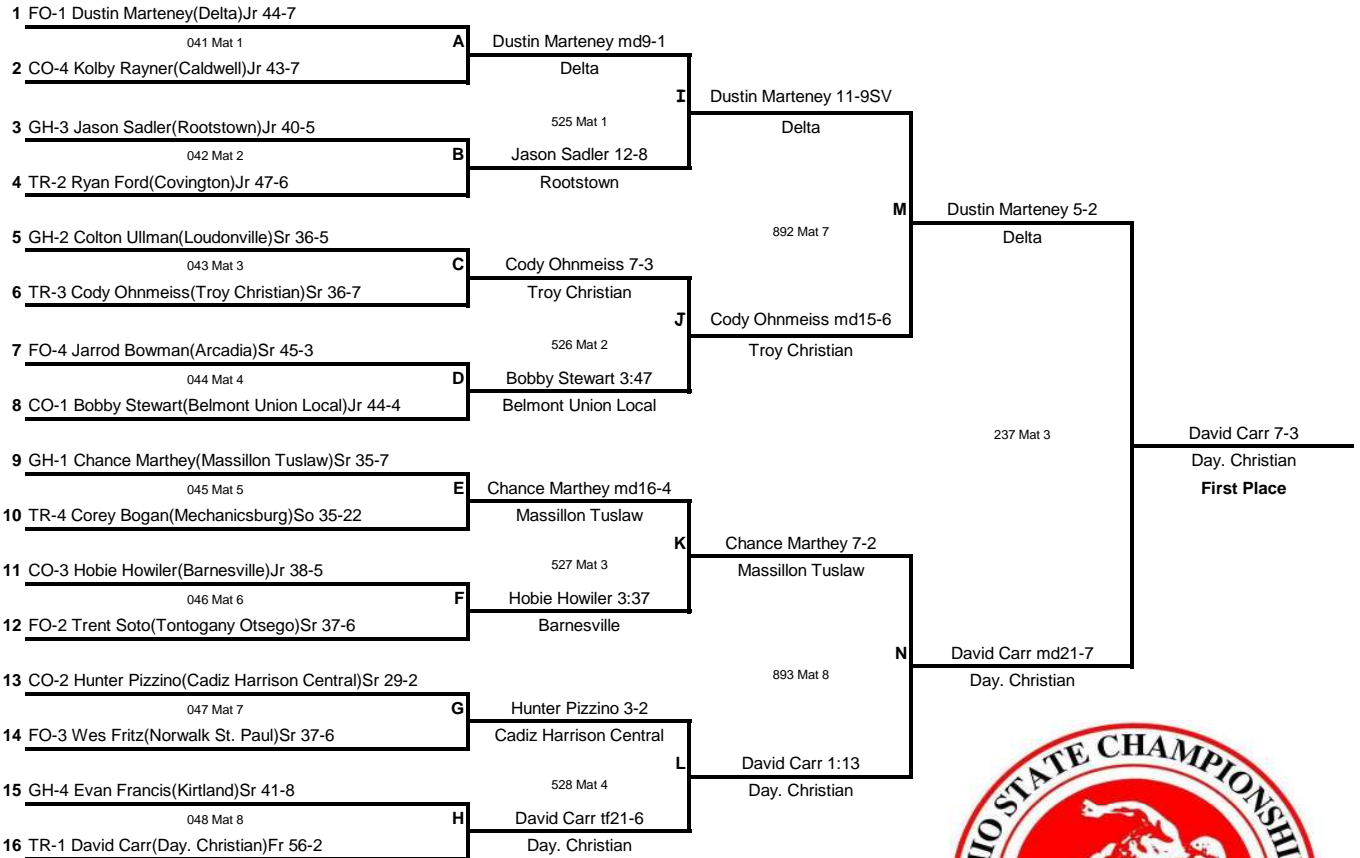 1 FO-1 Dustin Marteney(Delta)Jr 44-7
041 Mat 1
A
2 CO-4 Kolby Rayner(Caldwell)Jr 43-7
Dustin Marteney md9-1
Delta
3 GH-3 Jason Sadler(Rootstown)Jr 40-5
042 Mat 2
B
4 TR-2 Ryan Ford(Covington)Jr 47-6
525 Mat 1
I
Jason Sadler 12-8
Rootstown
Dustin Marteney 11-9SV
Delta
5 GH-2 Colton Ullman(Loudonville)Sr 36-5
043 Mat 3
C
6 TR-3 Cody Ohnmeiss(Troy Christian)Sr 36-7
Cody Ohnmeiss 7-3
Troy Christian
7 FO-4 Jarrod Bowman(Arcadia)Sr 45-3
044 Mat 4
D
8 CO-1 Bobby Stewart(Belmont Union Local)Jr 44-4
526 Mat 2
J
Bobby Stewart 3:47
Belmont Union Local
892 Mat 7
M
Cody Ohnmeiss md15-6
Troy Christian
Dustin Marteney 5-2
Delta
9 GH-1 Chance Marthey(Massillon Tuslaw)Sr 35-7
045 Mat 5
E
10 TR-4 Corey Bogan(Mechanicsburg)So 35-22
Chance Marthey md16-4
Massillon Tuslaw
11 CO-3 Hobie Howiler(Barnesville)Jr 38-5
046 Mat 6
F
12 FO-2 Trent Soto(Tontogany Otsego)Sr 37-6
527 Mat 3
K
Hobie Howiler 3:37
Barnesville
Chance Marthey 7-2
Massillon Tuslaw
13 CO-2 Hunter Pizzino(Cadiz Harrison Central)Sr 29-2
047 Mat 7
G
14 FO-3 Wes Fritz(Norwalk St. Paul)Sr 37-6
Hunter Pizzino 3-2
Cadiz Harrison Central
15 GH-4 Evan Francis(Kirtland)Sr 41-8
048 Mat 8
H
16 TR-1 David Carr(Day. Christian)Fr 56-2
528 Mat 4
L
David Carr tf21-6
Day. Christian
893 Mat 8
N
David Carr 1:13
Day. Christian
David Carr md21-7
Day. Christian
237 Mat 3
David Carr 7-3
Day. Christian
First Place
STATE